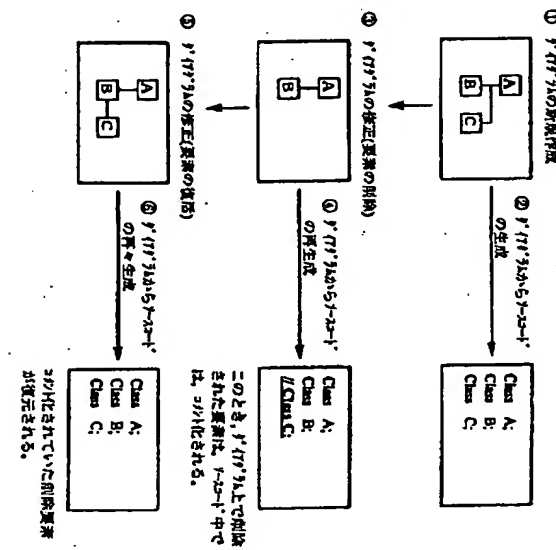 ① ﾀﾞｲｱｸﾞﾗﾑの新規作成
A
B
C
② ﾀﾞｲｱｸﾞﾗﾑからｿｰｽｺｰﾄﾞ
の生成
Class A;
Class B;
Class C;
③ ﾀﾞｲｱｸﾞﾗﾑの修正(要素の削除)
A
B
④ ﾀﾞｲｱｸﾞﾗﾑからｿｰｽｺｰﾄﾞ
の再生成
Class A;
Class B;
// Class C;
このとき, ﾀﾞｲｱｸﾞﾗﾑ上で削除
された要素は, ｿｰｽｺｰﾄﾞ中で
は, ｺﾒﾝﾄ化される。
⑤ ﾀﾞｲｱｸﾞﾗﾑの修正(要素の復活)
A
B
C
⑥ ﾀﾞｲｱｸﾞﾗﾑからｿｰｽｺｰﾄﾞ
の再々生成
Class A;
Class B;
Class C;
ｺﾒﾝﾄ化されていた削除要素
が復元される。